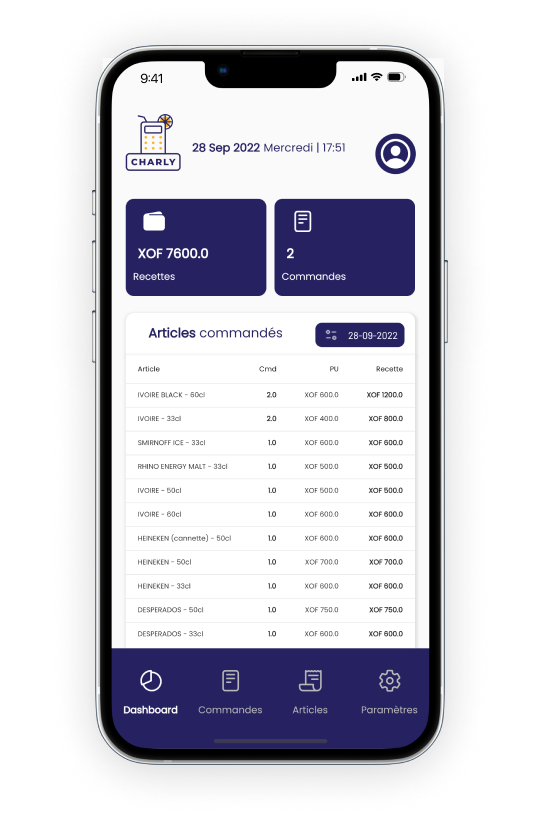 9:41
CHARLY
28 Sep 2022 Mercredi | 17:51
XOF 7600.0
Recettes
2
Commandes
Articles commandés
28-09-2022
Article Cmd PU Recette
IVOIRE BLACK - 60cl 2.0 XOF 600.0 XOF 1200.0
IVOIRE - 33cl 2.0 XOF 400.0 XOF 800.0
SMIRNOFF ICE - 33cl 1.0 XOF 600.0 XOF 600.0
RHINO ENERGY MALT - 33cl 1.0 XOF 500.0 XOF 500.0
IVOIRE - 50cl 1.0 XOF 500.0 XOF 500.0
IVOIRE - 60cl 1.0 XOF 600.0 XOF 600.0
HEINEKEN (cannette) - 50cl 1.0 XOF 600.0 XOF 600.0
HEINEKEN - 50cl 1.0 XOF 700.0 XOF 700.0
HEINEKEN - 33cl 1.0 XOF 600.0 XOF 600.0
DESPERADOS - 50cl 1.0 XOF 750.0 XOF 750.0
DESPERADOS - 33cl 1.0 XOF 600.0 XOF 600.0
Dashboard Commandes Articles Paramètres